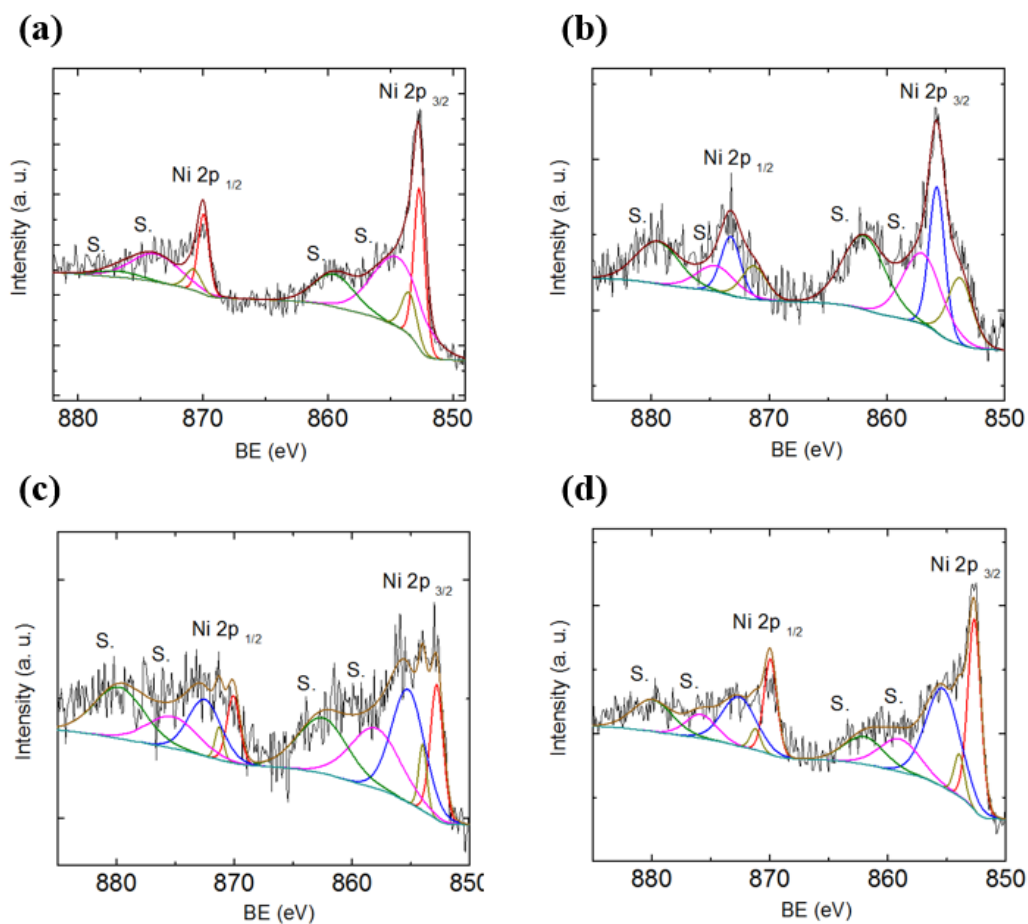 (a)
Ni 2p 3/2
Ni 2p 1/2
S.
S.
S.
S.
Intensity (a. u.)
880
870
860
850
BE (eV)
(b)
Ni 2p 3/2
Ni 2p 1/2
S.
S.
S.
S.
Intensity (a. u.)
880
870
860
850
BE (eV)
(c)
Ni 2p 3/2
Ni 2p 1/2
S.
S.
S.
S.
Intensity (a. u.)
880
870
860
850
BE (eV)
(d)
Ni 2p 3/2
Ni 2p 1/2
S.
S.
S.
S.
Intensity (a. u.)
880
870
860
850
BE (eV)